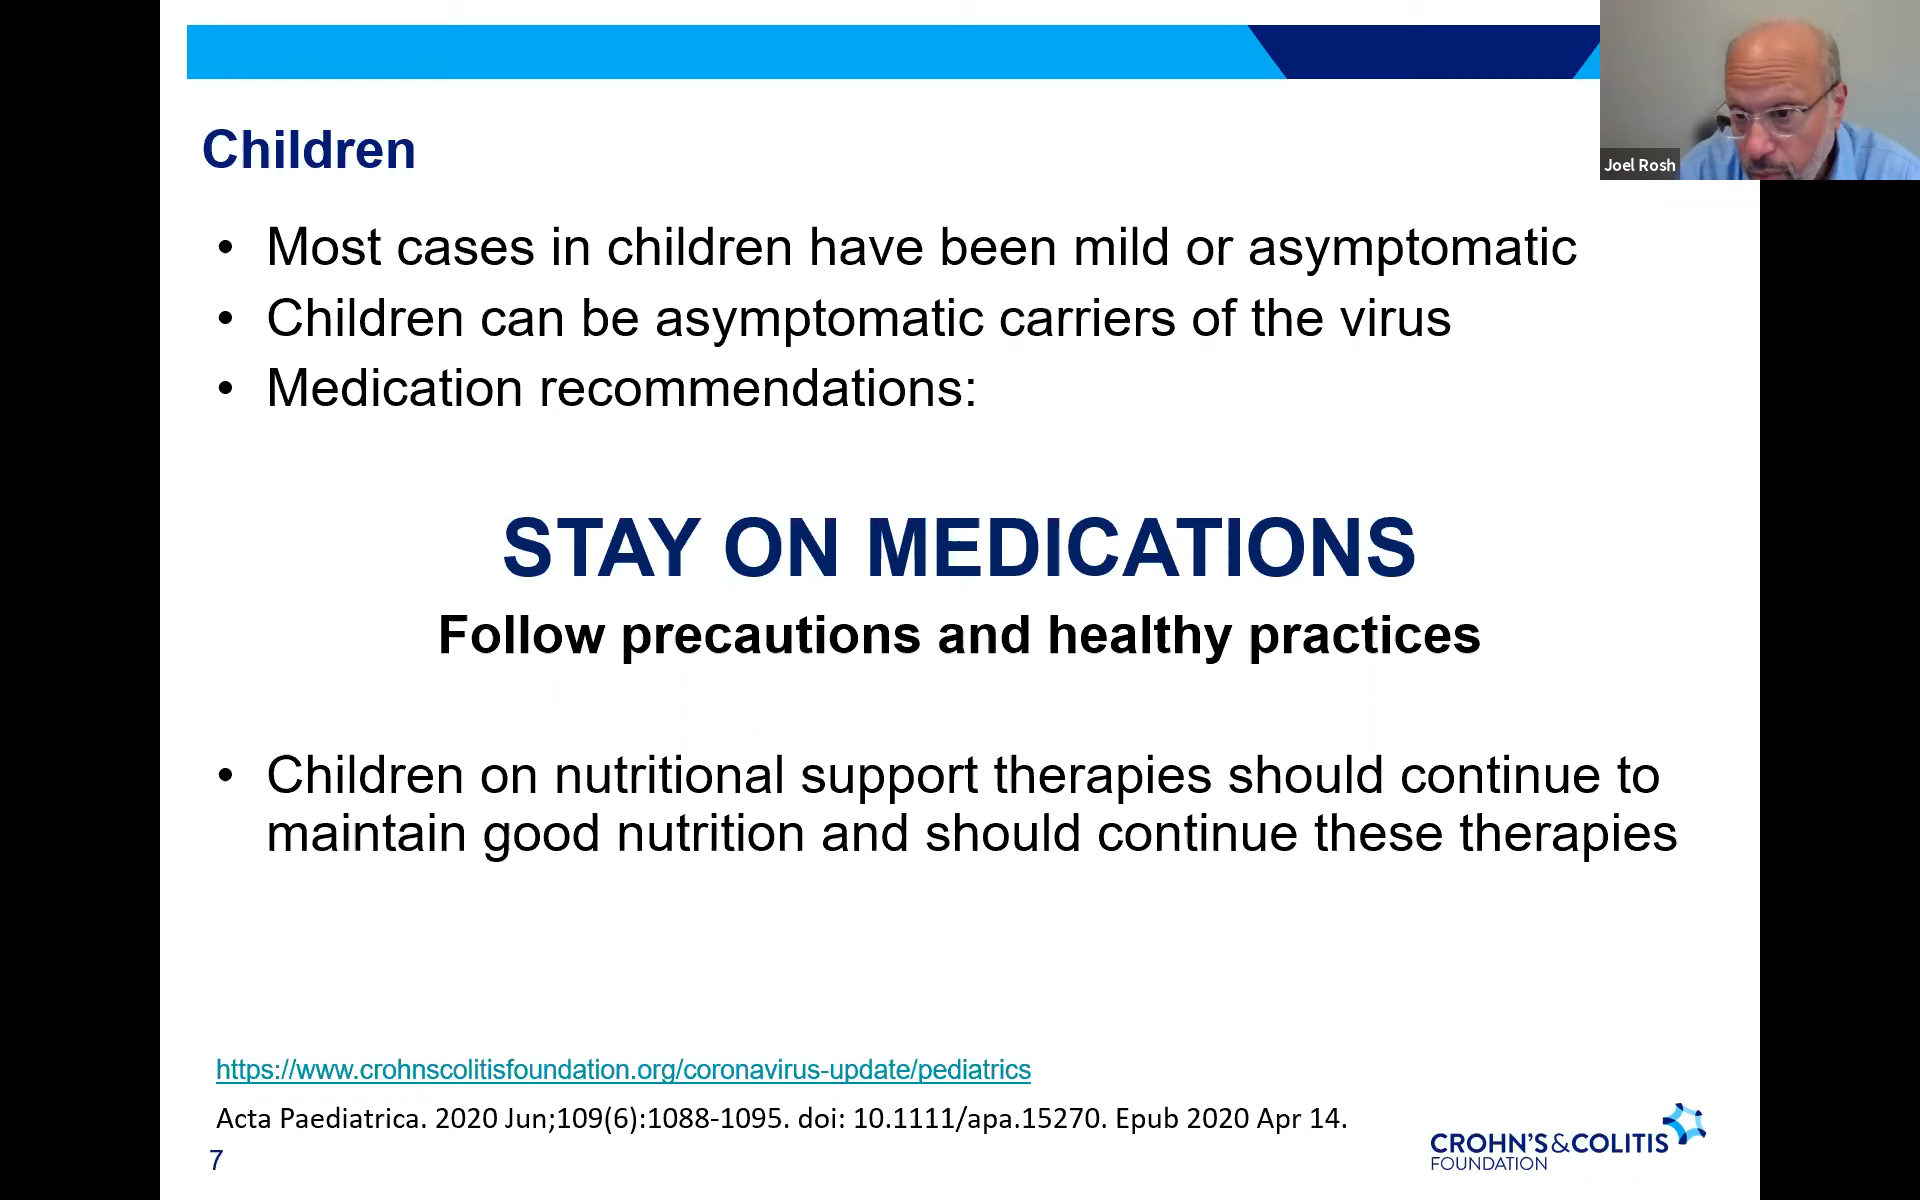 Joel Rosh
Children
• Most cases in children have been mild or asymptomatic
• Children can be asymptomatic carriers of the virus
• Medication recommendations:
STAY ON MEDICATIONS
Follow precautions and healthy practices
• Children on nutritional support therapies should continue to
maintain good nutrition and should continue these therapies
https://www.crohnscolitisfoundation.org/coronavirus-update/pediatrics
Acta Paediatrica. 2020 Jun;109(6):1088-1095. doi: 10.1111/apa.15270. Epub 2020 Apr 14.
7
CROHN'S&COLITIS
FOUNDATION